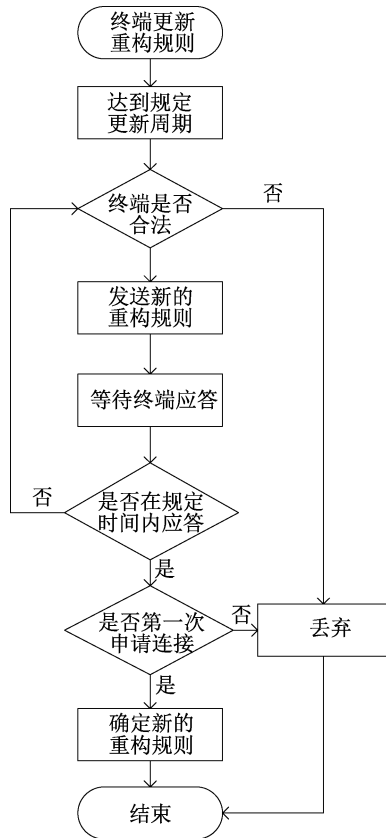 终端更新
重构规则
达到规定
更新周期
终端是否
合法
否
发送新的
重构规则
等待终端应答
否
是否在规定
时间内应答
是
是否第一次
申请连接
否
丢弃
是
确定新的
重构规则
结束